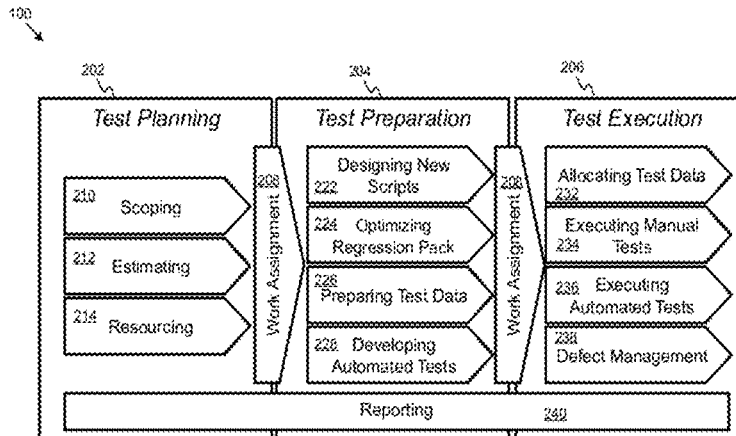 100
202
204
206
Test Planning
Test Preparation
Test Execution
210
Scoping
212
Estimating
214
Resourcing
208
Work Assignment
222
Designing New
Scripts
224
Optimizing
Regression Pack
226
Preparing Test Data
228
Developing
Automated Tests
208
Work Assignment
Allocating Test Data
232
Executing Manual
234
Tests
236
Executing
Automated Tests
238
Defect Management
Reporting
240